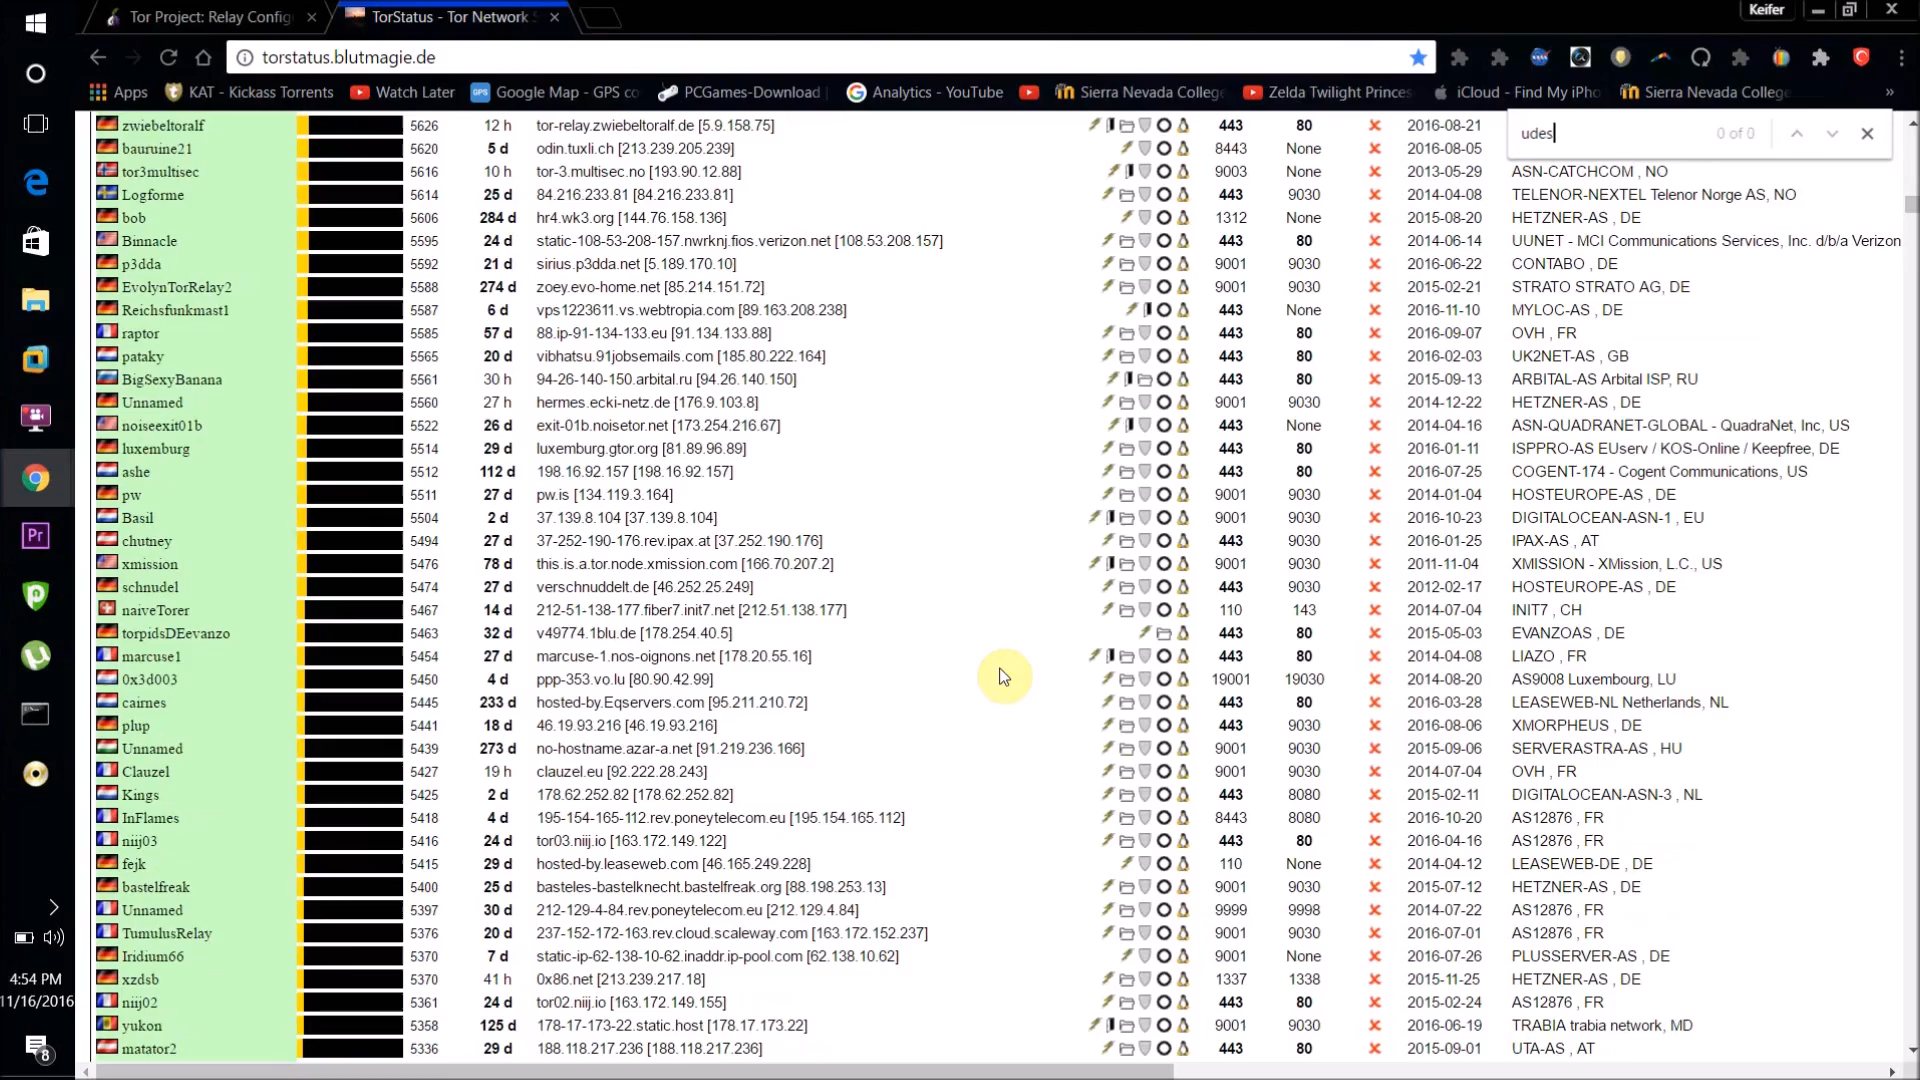 Tor Project: Relay Config
TorStatus - Tor Network S
Keifer
torstatus.blutmagie.de
Apps KAT - Kickass Torrents Watch Later Google Map - GPS co PCGames-Download Analytics - YouTube Sierra Nevada College Zelda Twilight Princes iCloud - Find My iPho Sierra Nevada College »
udes 0 of 0
zwiebeltoralf 5626 12 h tor-relay.zwiebeltoralf.de [5.9.158.75] 443 80 2016-08-21
bauruine21 5620 5 d odin.tuxli.ch [213.239.205.239] 8443 None 2016-08-05
tor3multisec 5616 10 h tor-3.multisec.no [193.90.12.88] 9003 None 2013-05-29 ASN-CATCHCOM , NO
Logforme 5614 25 d 84.216.233.81 [84.216.233.81] 443 9030 2014-04-08 TELENOR-NEXTEL Telenor Norge AS, NO
bob 5606 284 d hr4.wk3.org [144.76.158.136] 1312 None 2015-08-20 HETZNER-AS , DE
Binnacle 5595 24 d static-108-53-208-157.nwrknj.fios.verizon.net [108.53.208.157] 443 80 2014-06-14 UUNET - MCI Communications Services, Inc. d/b/a Verizon
p3dda 5592 21 d sirius.p3dda.net [5.189.170.10] 9001 9030 2016-06-22 CONTABO , DE
EvolynTorRelay2 5588 274 d zoey.evo-home.net [85.214.151.72] 9001 9030 2015-02-21 STRATO STRATO AG, DE
Reichsfunkmast1 5587 6 d vps1223611.vs.webtropia.com [89.163.208.238] 443 None 2016-11-10 MYLOC-AS , DE
raptor 5585 57 d 88.ip-91-134-133.eu [91.134.133.88] 443 80 2016-09-07 OVH , FR
pataky 5565 20 d vibhatsu.91jobsemails.com [185.80.222.164] 443 80 2016-02-03 UK2NET-AS , GB
BigSexyBanana 5561 30 h 94-26-140-150.arbital.ru [94.26.140.150] 443 80 2015-09-13 ARBITAL-AS Arbital ISP, RU
Unnamed 5560 27 h hermes.ecki-netz.de [176.9.103.8] 9001 9030 2014-12-22 HETZNER-AS , DE
noiseexit01b 5522 26 d exit-01b.noisetor.net [173.254.216.67] 443 None 2014-04-16 ASN-QUADRANET-GLOBAL - QuadraNet, Inc, US
luxemburg 5514 29 d luxemburg.gtor.org [81.89.96.89] 443 80 2016-01-11 ISPPRO-AS EUserv / KOS-Online / Keepfree, DE
ashe 5512 112 d 198.16.92.157 [198.16.92.157] 443 80 2016-07-25 COGENT-174 - Cogent Communications, US
pw 5511 27 d pw.is [134.119.3.164] 9001 9030 2014-01-04 HOSTEUROPE-AS , DE
Basil 5504 2 d 37.139.8.104 [37.139.8.104] 9001 9030 2016-10-23 DIGITALOCEAN-ASN-1 , EU
chutney 5494 27 d 37-252-190-176.rev.ipax.at [37.252.190.176] 443 9030 2016-01-25 IPAX-AS , AT
xmission 5476 78 d this.is.a.tor.node.xmission.com [166.70.207.2] 9001 9030 2011-11-04 XMISSION - XMission, L.C., US
schnudel 5474 27 d verschnuddelt.de [46.252.25.249] 443 9030 2012-02-17 HOSTEUROPE-AS , DE
naiveTorer 5467 14 d 212-51-138-177.fiber7.init7.net [212.51.138.177] 110 143 2014-07-04 INIT7 , CH
torpidsDEevanzo 5463 32 d v49774.1blu.de [178.254.40.5] 443 80 2015-05-03 EVANZOAS , DE
marcuse1 5454 27 d marcuse-1.nos-oignons.net [178.20.55.16] 443 80 2014-04-08 LIAZO , FR
0x3d003 5450 4 d ppp-353.vo.lu [80.90.42.99] 19001 19030 2014-08-20 AS9008 Luxembourg, LU
cairnes 5445 233 d hosted-by.Eqservers.com [95.211.210.72] 443 80 2016-03-28 LEASEWEB-NL Netherlands, NL
plup 5441 18 d 46.19.93.216 [46.19.93.216] 443 9030 2016-08-06 XMORPHEUS , DE
Unnamed 5439 273 d no-hostname.azar-a.net [91.219.236.166] 9001 9030 2015-09-06 SERVERASTRA-AS , HU
Clauzel 5427 19 h clauzel.eu [92.222.28.243] 9001 9030 2014-07-04 OVH , FR
Kings 5425 2 d 178.62.252.82 [178.62.252.82] 443 8080 2015-02-11 DIGITALOCEAN-ASN-3 , NL
InFlames 5418 4 d 195-154-165-112.rev.poneytelecom.eu [195.154.165.112] 8443 8080 2016-10-20 AS12876 , FR
niij03 5416 24 d tor03.niij.io [163.172.149.122] 443 80 2016-04-16 AS12876 , FR
fejk 5415 29 d hosted-by.leaseweb.com [46.165.249.228] 110 None 2014-04-12 LEASEWEB-DE , DE
bastelfreak 5400 25 d basteles-bastelknecht.bastelfreak.org [88.198.253.13] 9001 9030 2015-07-12 HETZNER-AS , DE
Unnamed 5397 30 d 212-129-4-84.rev.poneytelecom.eu [212.129.4.84] 9999 9998 2014-07-22 AS12876 , FR
TumulusRelay 5376 20 d 237-152-172-163.rev.cloud.scaleway.com [163.172.152.237] 9001 9030 2016-07-01 AS12876 , FR
Iridium66 5370 7 d static-ip-62-138-10-62.inaddr.ip-pool.com [62.138.10.62] 9001 None 2016-07-26 PLUSSERVER-AS , DE
xzdsb 5370 41 h 0x86.net [213.239.217.18] 1337 1338 2015-11-25 HETZNER-AS , DE
niij02 5361 24 d tor02.niij.io [163.172.149.155] 443 80 2015-02-24 AS12876 , FR
yukon 5358 125 d 178-17-173-22.static.host [178.17.173.22] 9001 9030 2016-06-19 TRABIA trabia network, MD
matator2 5336 29 d 188.118.217.236 [188.118.217.236] 443 80 2015-09-01 UTA-AS , AT
Pr
4:54 PM
11/16/2016
8